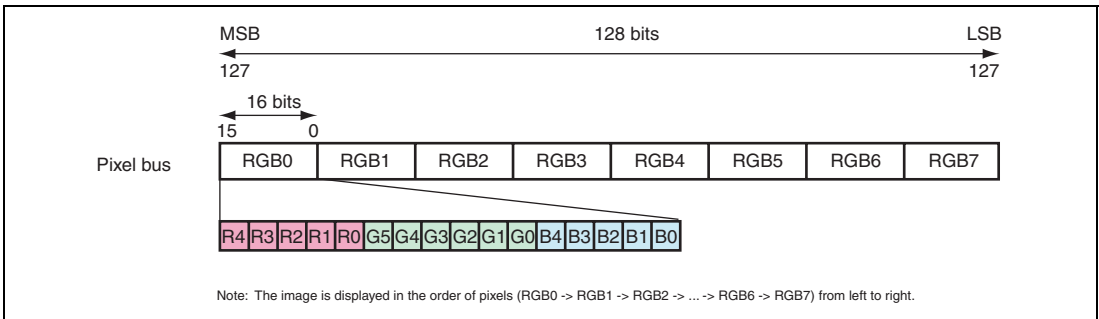 MSB 128 bits LSB
127 127
16 bits
15 0
Pixel bus RGB0 RGB1 RGB2 RGB3 RGB4 RGB5 RGB6 RGB7
R4 R3 R2 R1 R0 G5 G4 G3 G2 G1 G0 B4 B3 B2 B1 B0
Note: The image is displayed in the order of pixels (RGB0 -> RGB1 -> RGB2 -> ... -> RGB6 -> RGB7) from left to right.